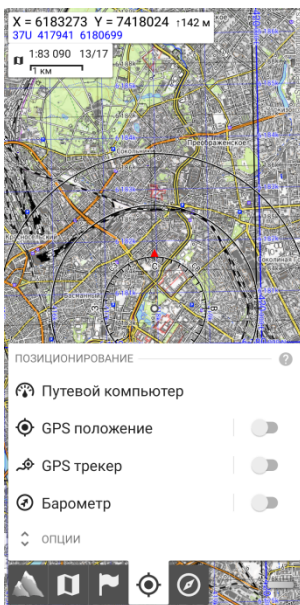 X = 6183273 Y = 7418024 ↑142 м
37U 417941 6180699
1:83 090 13/17
1 км
Сокольники
Преображенское
Басманный
ПОЗИЦИОНИРОВАНИЕ
Путевой компьютер
GPS положение
GPS трекер
Барометр
ОПЦИИ